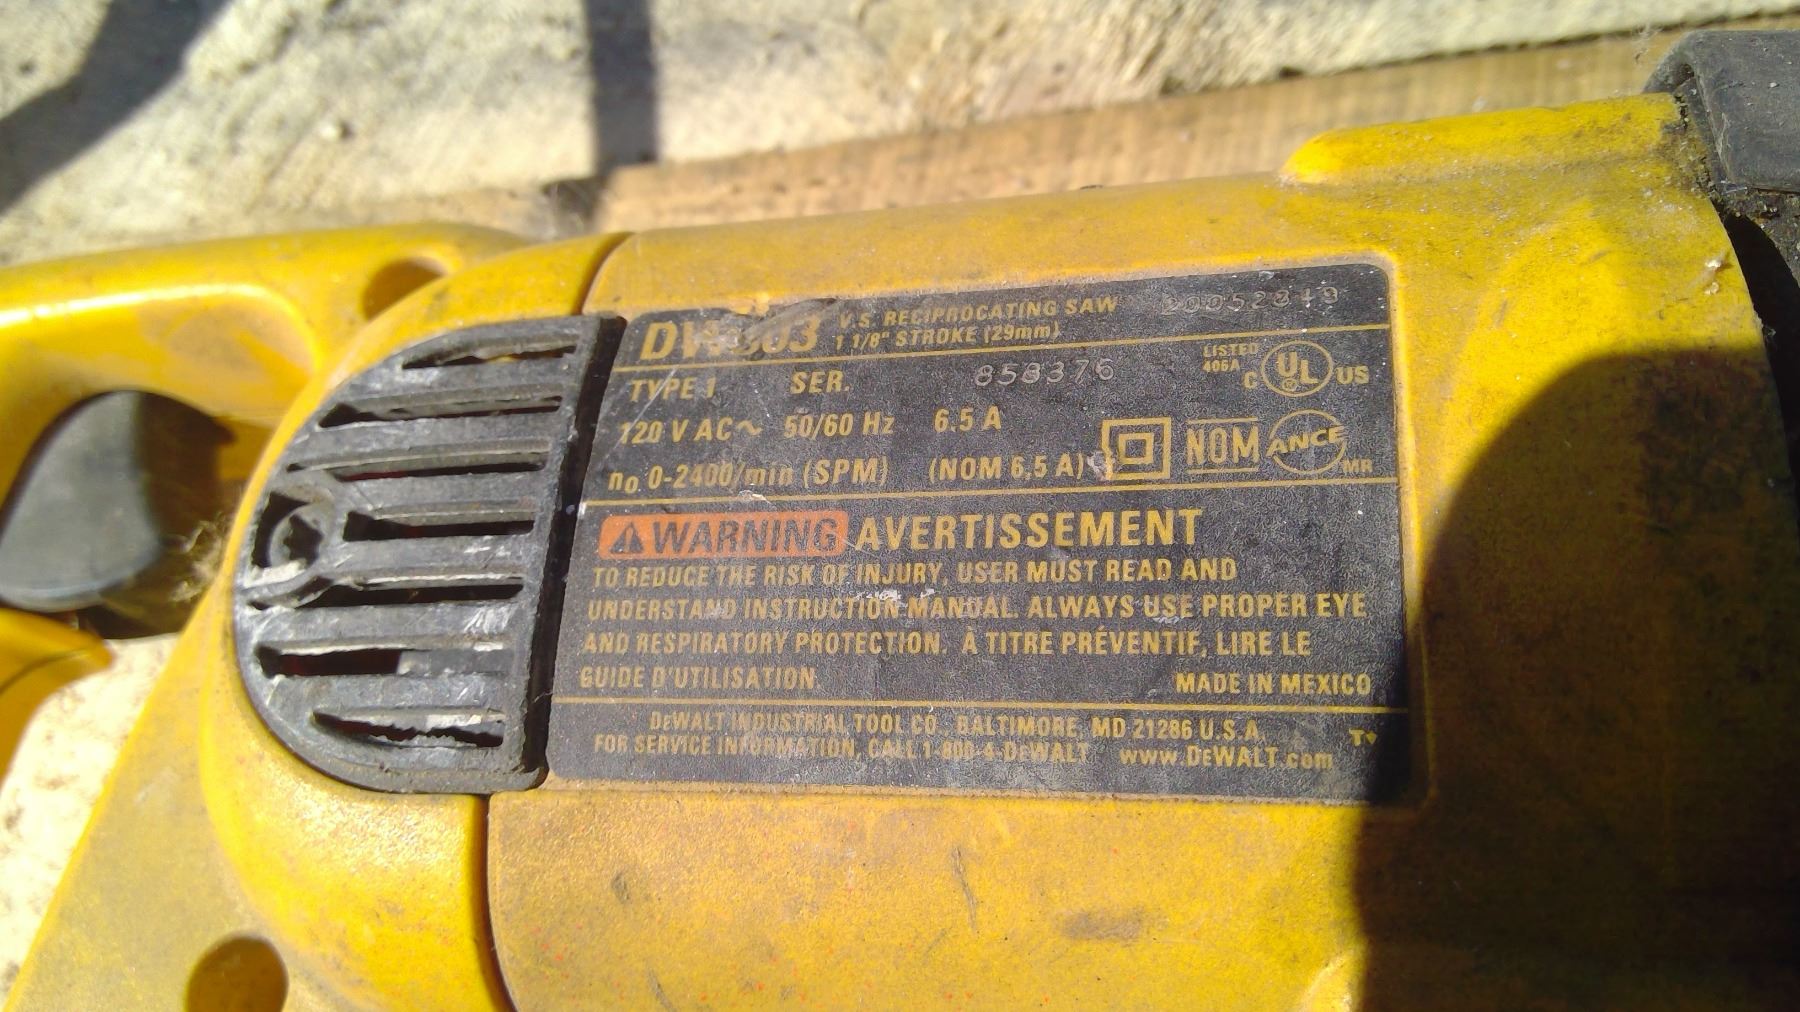 V.S. RECIPROCATING SAW
1 1/8" STROKE (29mm)
TYPE 1 SER. 858376
LISTED
406A
C UL US
120 V AC~ 50/60 Hz 6.5 A
NOM ANCE MR
no 0-2400/min (SPM) (NOM 6,5 A)
WARNING AVERTISSEMENT
TO REDUCE THE RISK OF INJURY, USER MUST READ AND
UNDERSTAND INSTRUCTION MANUAL. ALWAYS USE PROPER EYE
AND RESPIRATORY PROTECTION. À TITRE PRÉVENTIF, LIRE LE
GUIDE D'UTILISATION.
MADE IN MEXICO
DEWALT INDUSTRIAL TOOL CO. BALTIMORE, MD 21286 U.S.A.
FOR SERVICE INFORMATION, CALL 1-800-4-DEWALT www.DEWALT.com